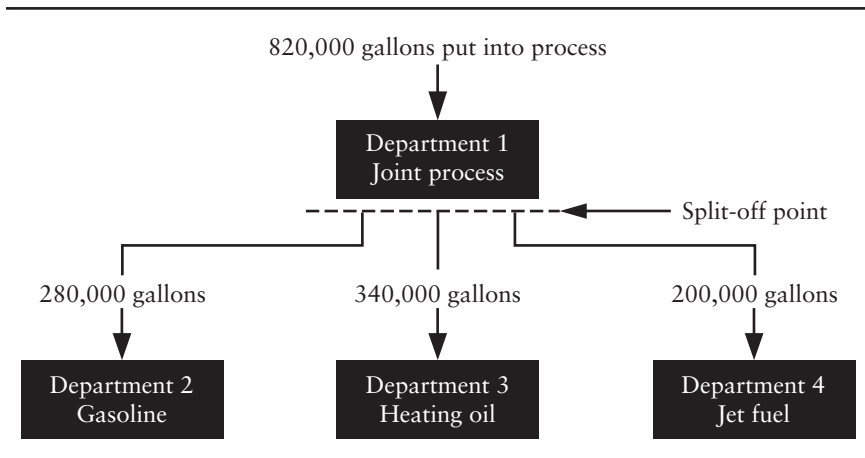 820,000 gallons put into process
Department 1
Joint process
Split-off point
280,000 gallons
340,000 gallons
200,000 gallons
Department 2
Gasoline
Department 3
Heating oil
Department 4
Jet fuel